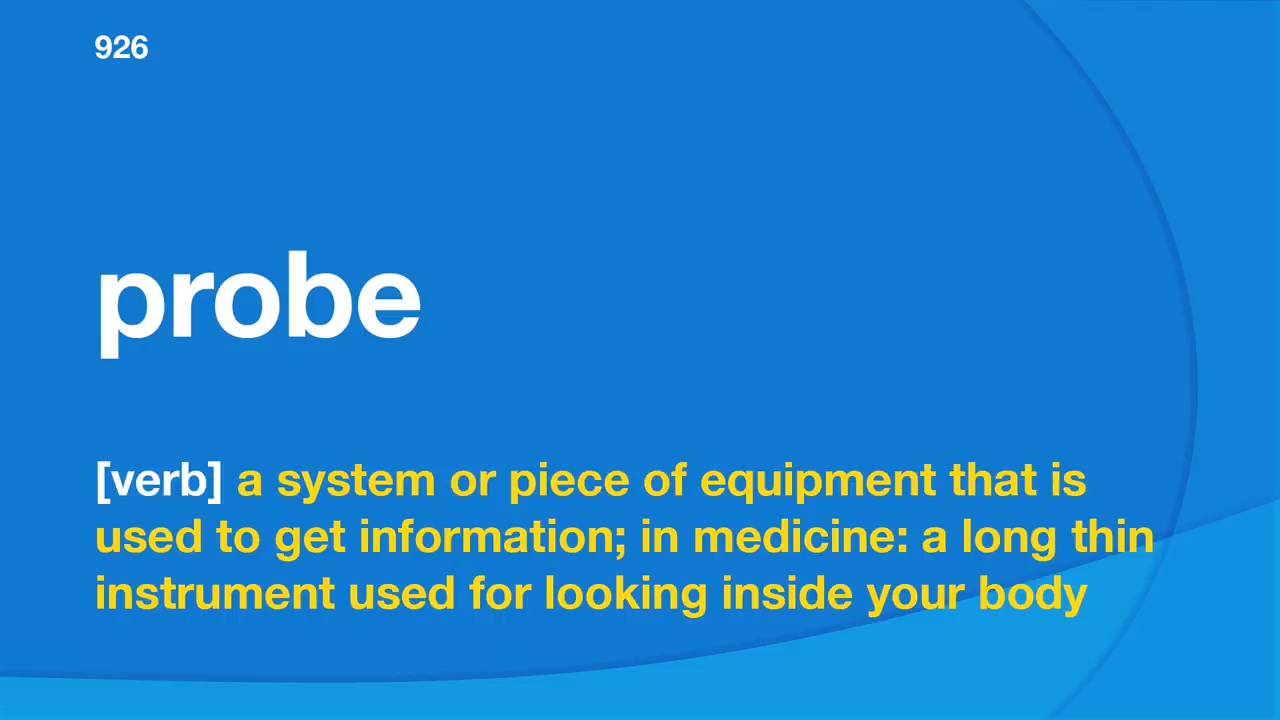 926
probe
[verb] a system or piece of equipment that is
used to get information; in medicine: a long thin
instrument used for looking inside your body